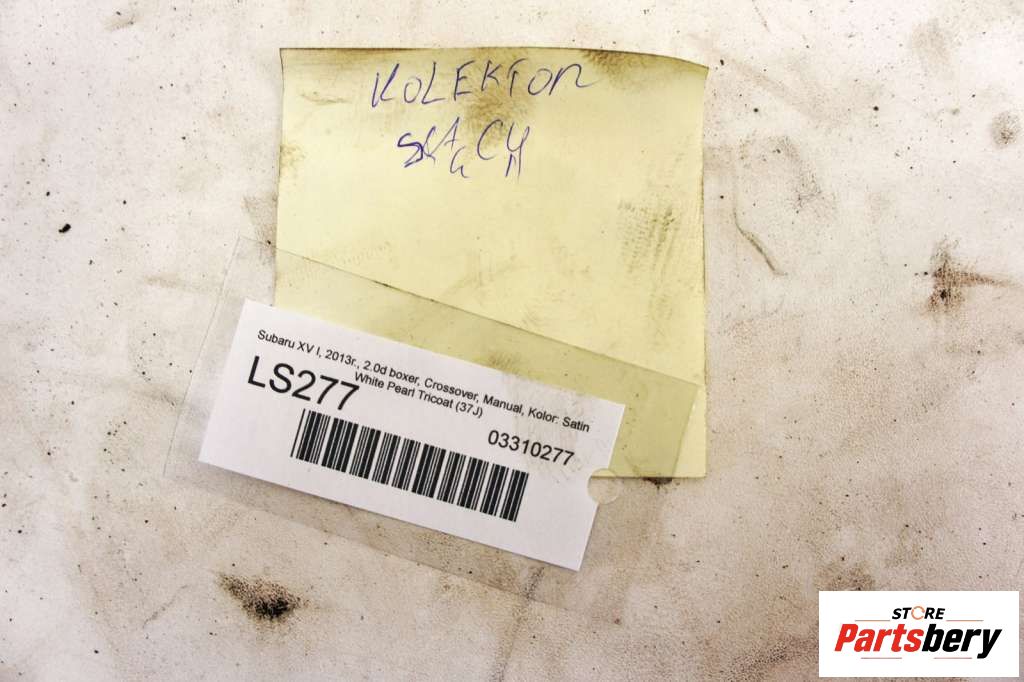 KOLEKTOR
Subaru XV I, 2013r., 2.0d boxer, Crossover, Manual, Kolor: Satin
White Pearl Tricoat (37J)
LS277
03310277
STORE
Partsbery